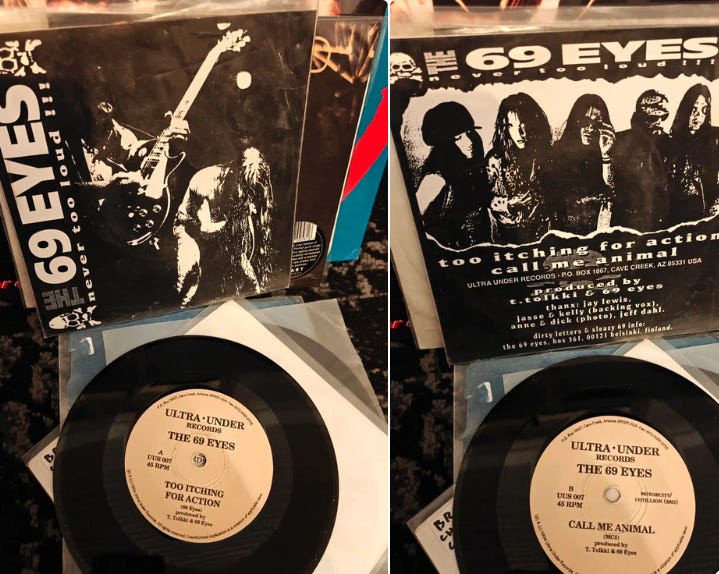 THE 69 EYES
never too loud !!!
ULTRA·UNDER
RECORDS
THE 69 EYES
A
UUS 007
45 RPM
TOO ITCHING
FOR ACTION
(69 Eyes)
produced by
T. Tolkki & 69 Eyes
THE 69 EYES
never too loud !!!
too itching for action
call me animal
ULTRA UNDER RECORDS · P.O. BOX 1867, CAVE CREEK, AZ 85331 USA
produced by
t.tolkki & 69 eyes
thanx: jay lewis,
jasse & kelly (backing vox),
anne & dick (photo), jeff dahl.
dirty letters & sleazy 69 info:
the 69 eyes, box 361, 00121 helsinki, finland.
ULTRA·UNDER
RECORDS
THE 69 EYES
B
UUS 007
45 RPM
MOTORCITY/
COTILLION (BMI)
CALL ME ANIMAL
(MC5)
produced by
T. Tolkki & 69 Eyes